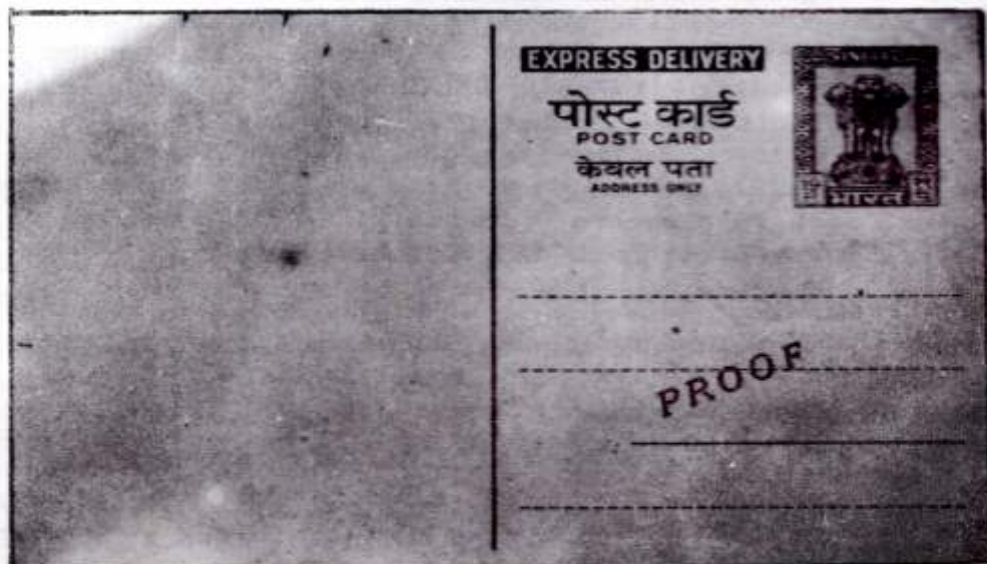 EXPRESS DELIVERY
पोस्ट कार्ड
POST CARD
केवल पता
ADDRESS ONLY
भारत
PROOF